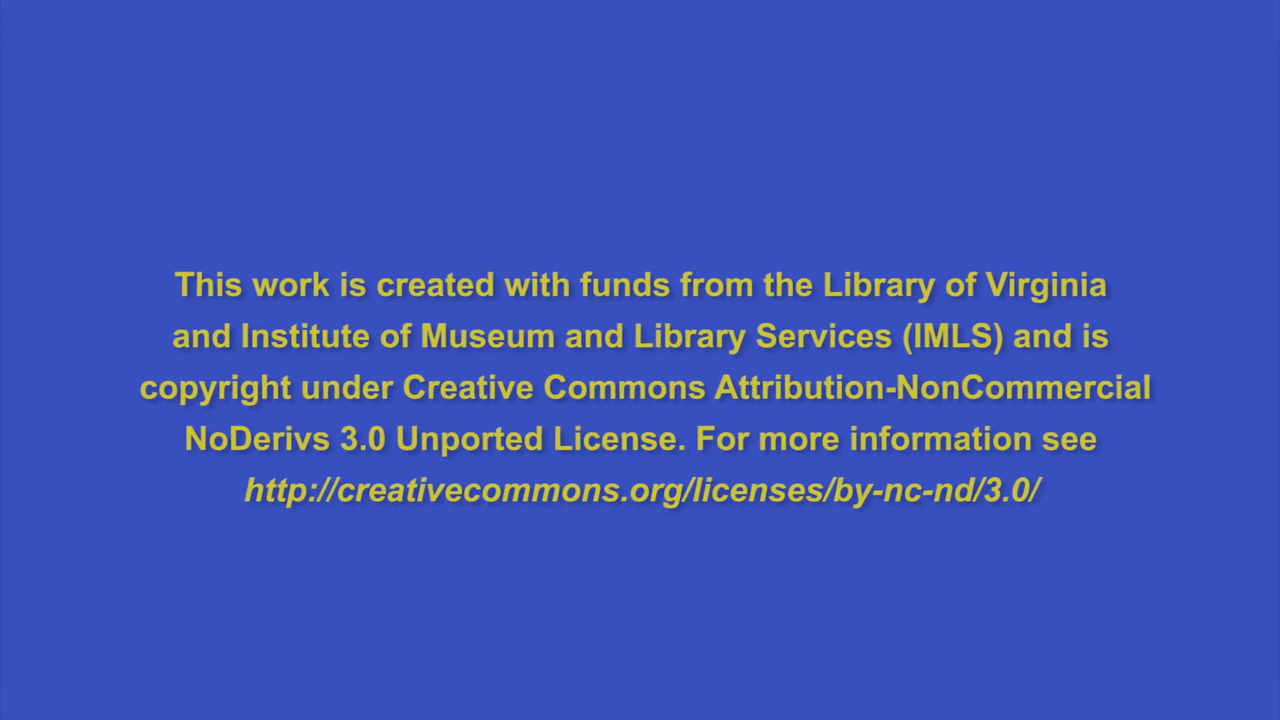 This work is created with funds from the Library of Virginia
and Institute of Museum and Library Services (IMLS) and is
copyright under Creative Commons Attribution-NonCommercial
NoDerivs 3.0 Unported License. For more information see
http://creativecommons.org/licenses/by-nc-nd/3.0/